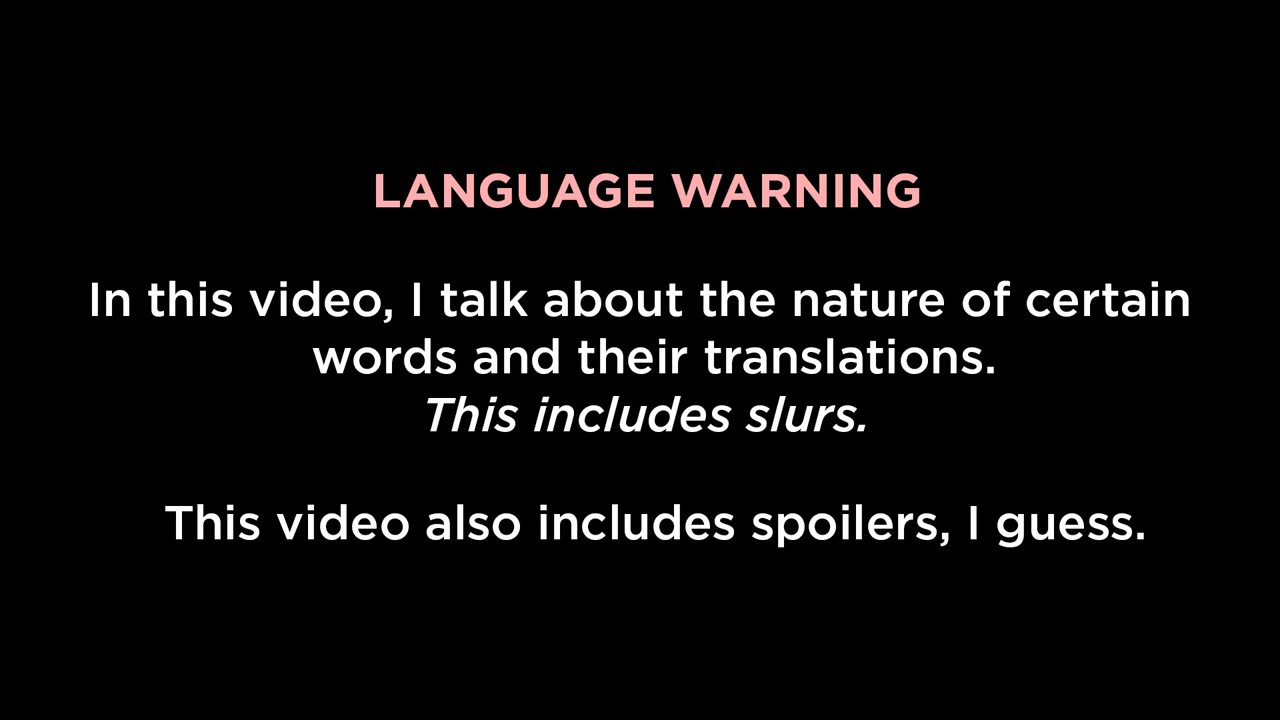 LANGUAGE WARNING
In this video, I talk about the nature of certain
words and their translations.
This includes slurs.
This video also includes spoilers, I guess.